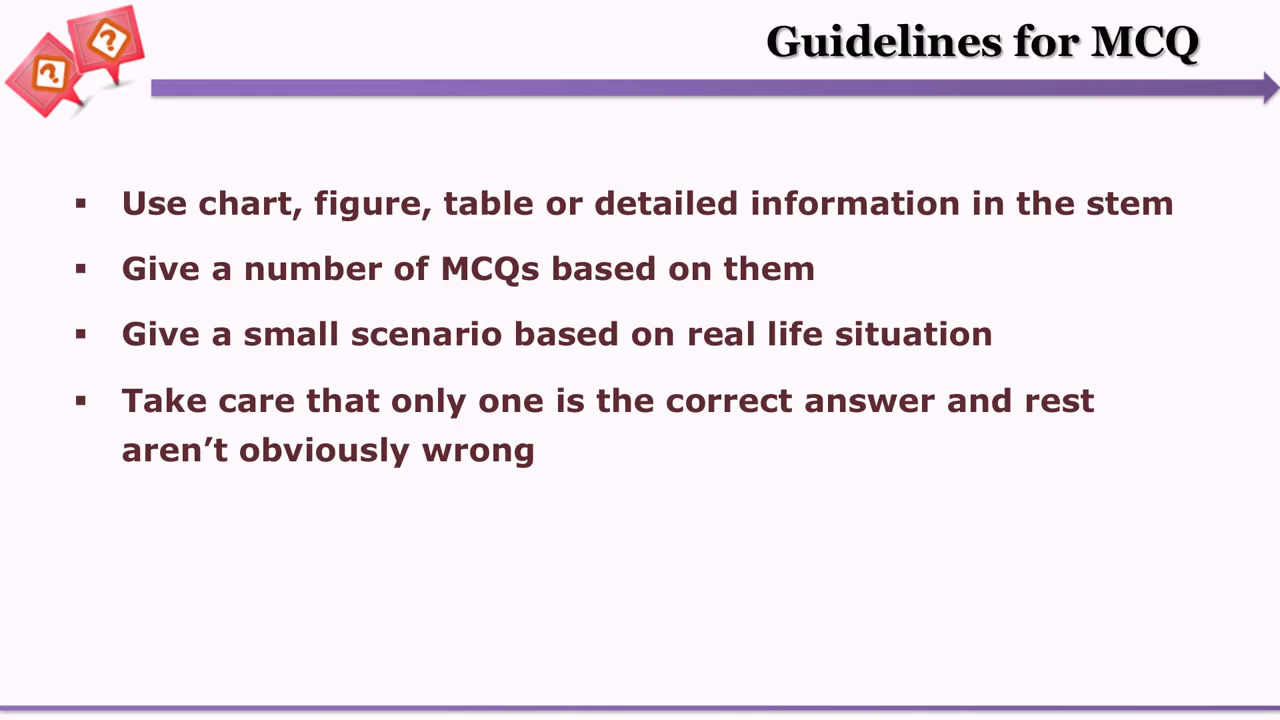 Guidelines for MCQ
▪ Use chart, figure, table or detailed information in the stem
▪ Give a number of MCQs based on them
▪ Give a small scenario based on real life situation
▪ Take care that only one is the correct answer and rest
aren’t obviously wrong